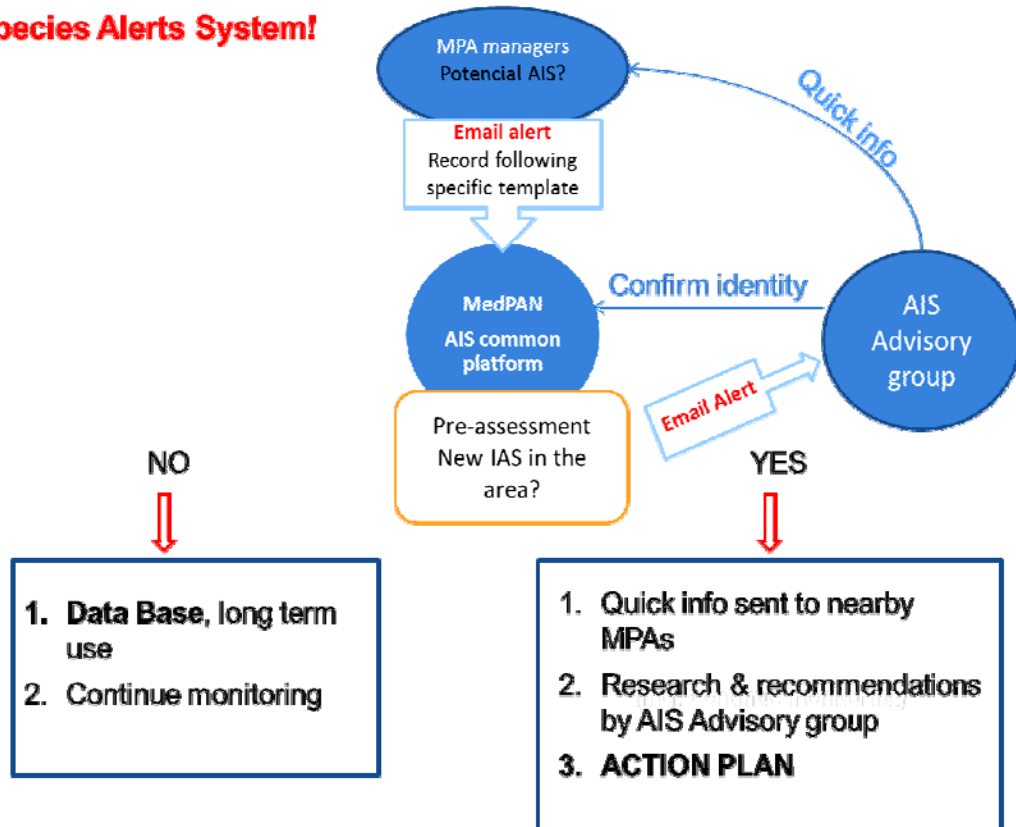 pecies Alerts System!
MPA managers
Potencial AIS?
Email alert
Record following
specific template
Quick info
MedPAN
AIS common
platform
Confirm identity
AIS
Advisory
group
Email Alert
Pre-assessment
New IAS in the
area?
NO
YES
1. Data Base, long term
use
2. Continue monitoring
1. Quick info sent to nearby
MPAs
2. Research & recommendations
by AIS Advisory group
3. ACTION PLAN